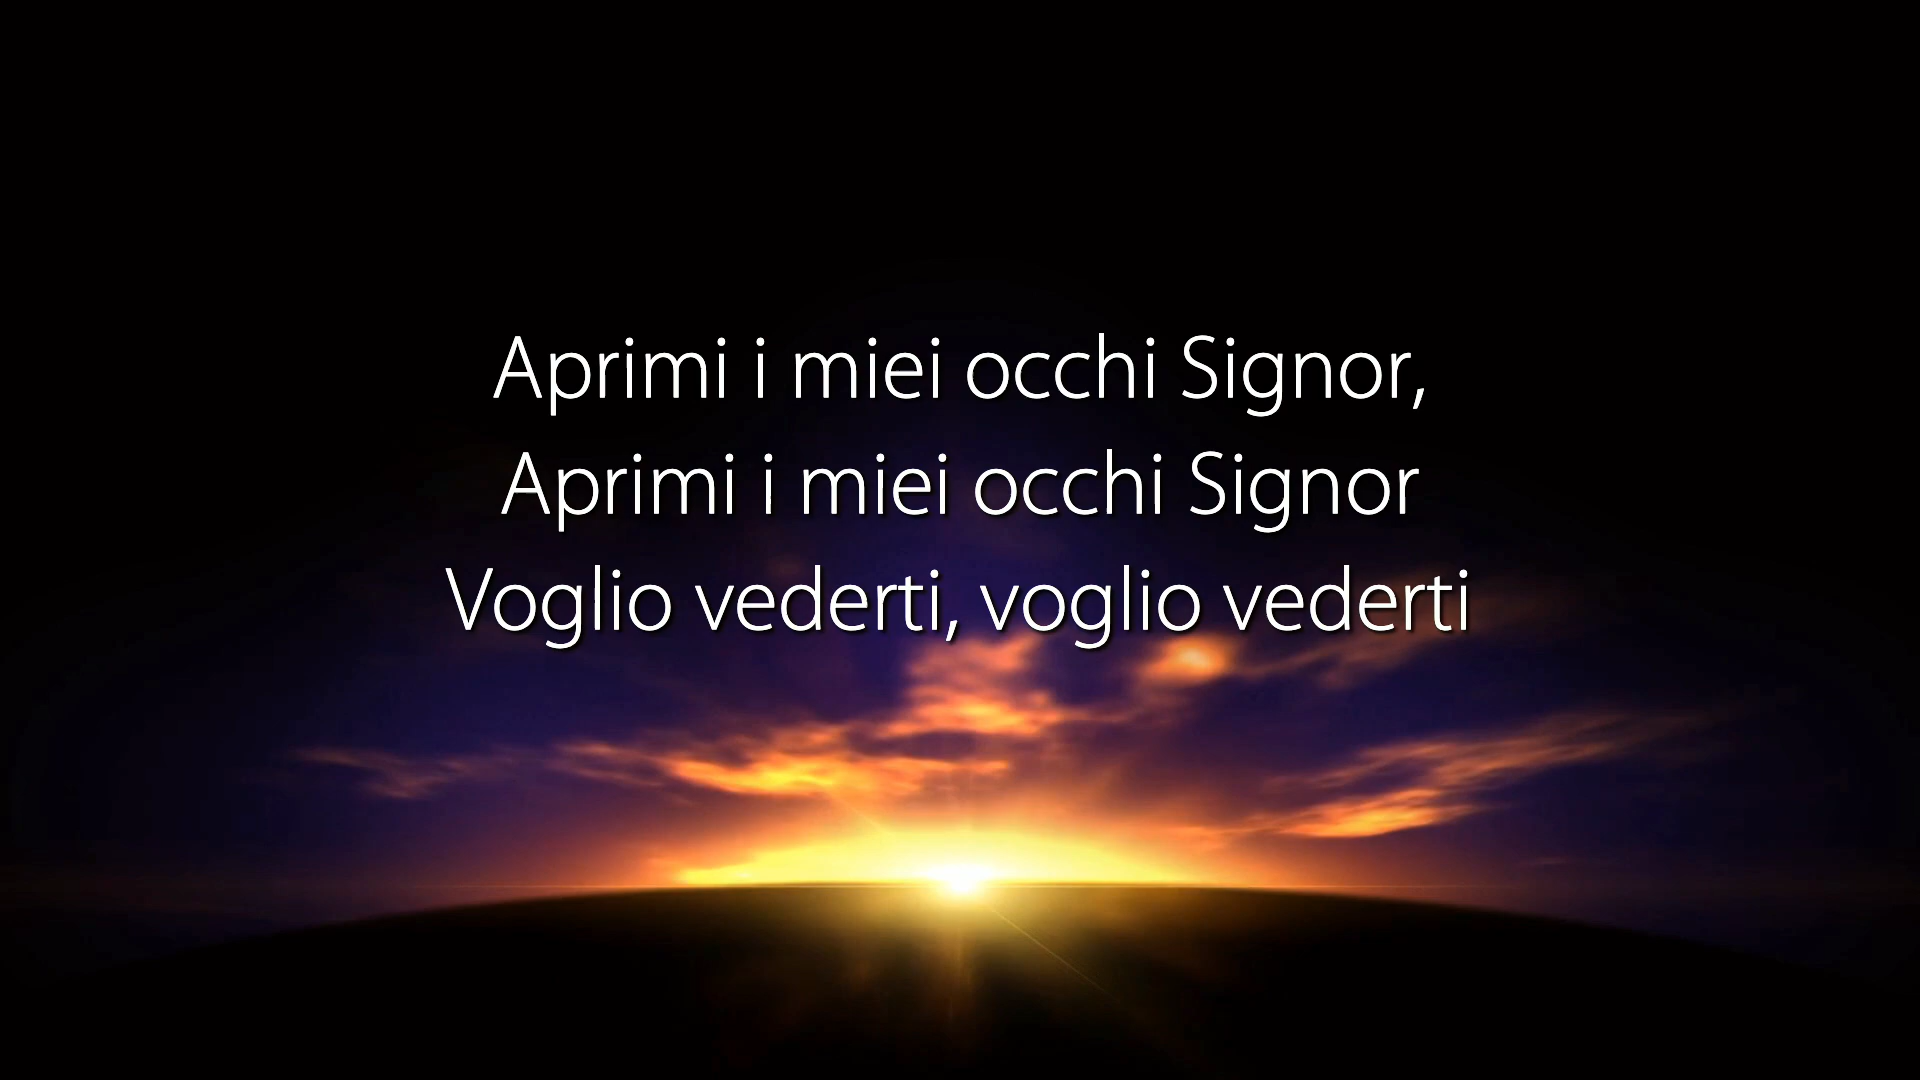 Aprimi i miei occhi Signor,
Aprimi i miei occhi Signor
Voglio vederti, voglio vederti